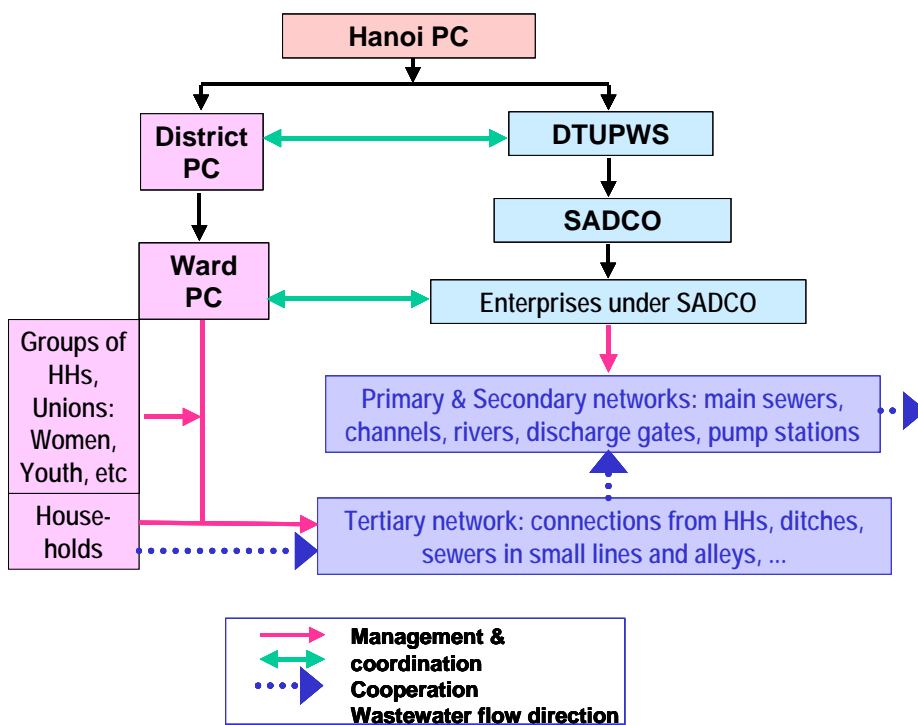 Hanoi PC
District
PC
DTUPWS
SADCO
Ward
PC
Enterprises under SADCO
Groups of
HHs,
Unions:
Women,
Youth, etc
Primary & Secondary networks: main sewers,
channels, rivers, discharge gates, pump stations
House-
holds
Tertiary network: connections from HHs, ditches,
sewers in small lines and alleys, ...
Management &
coordination
Cooperation
Wastewater flow direction